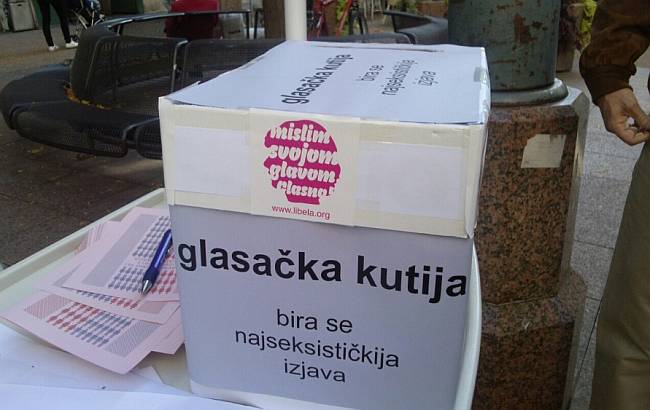 glasačka kutija
bira se
najseksističkija
izjava
mislim
svojom
glavom
Glasno!
www.libela.org
glasačka kutija
bira se
najseksističkija
izjava